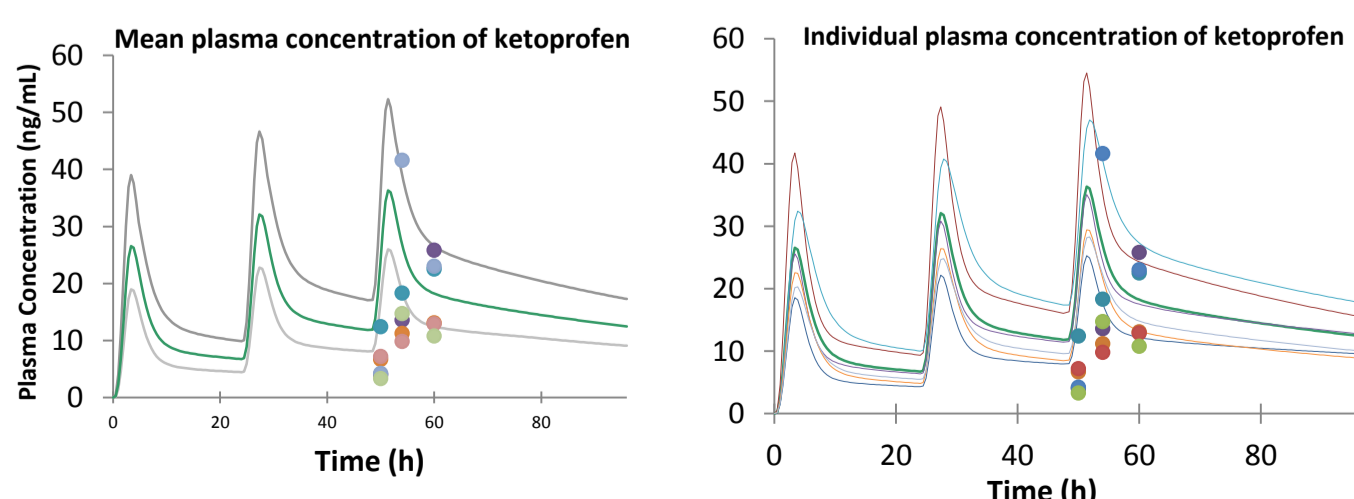 Mean plasma concentration of ketoprofen
Plasma Concentration (ng/mL)
60
50
40
30
20
10
0
0 20 40 60 80
Time (h)
Individual plasma concentration of ketoprofen
60
50
40
30
20
10
0
0 20 40 60 80
Time (h)